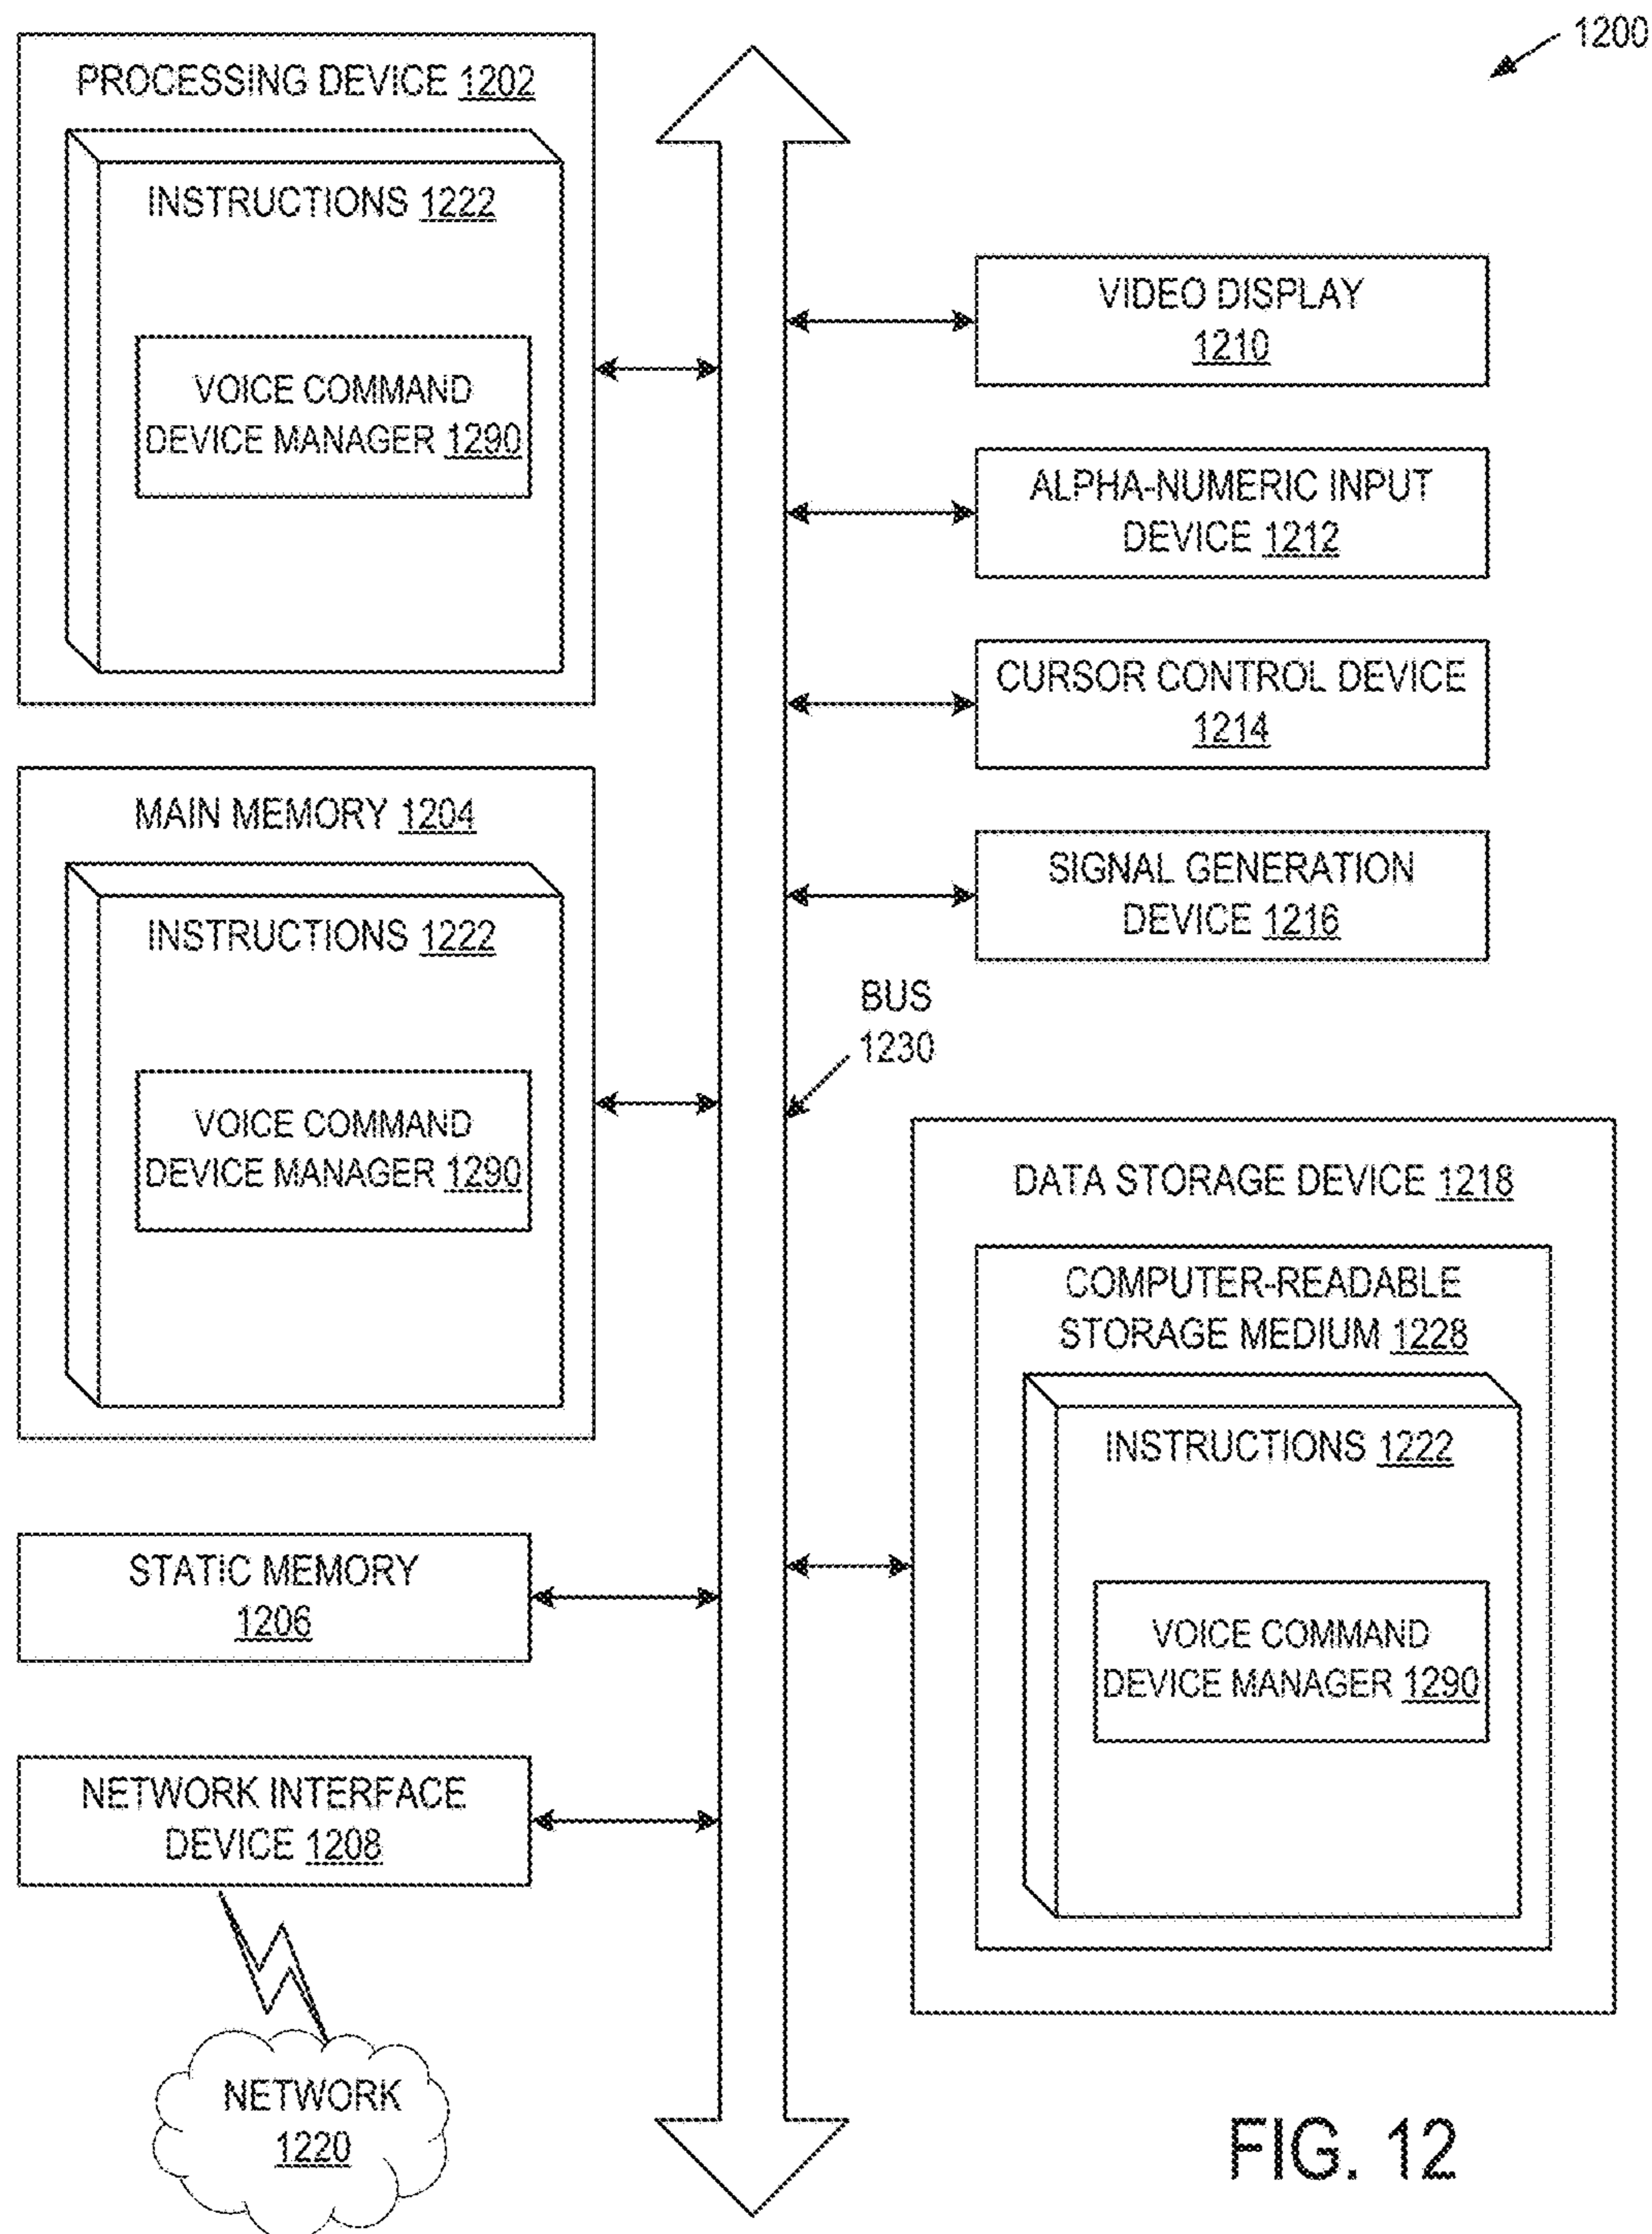 1200
PROCESSING DEVICE 1202
INSTRUCTIONS 1222
VOICE COMMAND
DEVICE MANAGER 1290
MAIN MEMORY 1204
INSTRUCTIONS 1222
VOICE COMMAND
DEVICE MANAGER 1290
STATIC MEMORY
1206
NETWORK INTERFACE
DEVICE 1208
NETWORK
1220
VIDEO DISPLAY
1210
ALPHA-NUMERIC INPUT
DEVICE 1212
CURSOR CONTROL DEVICE
1214
SIGNAL GENERATION
DEVICE 1216
BUS
1230
DATA STORAGE DEVICE 1218
COMPUTER-READABLE
STORAGE MEDIUM 1228
INSTRUCTIONS 1222
VOICE COMMAND
DEVICE MANAGER 1290
FIG. 12